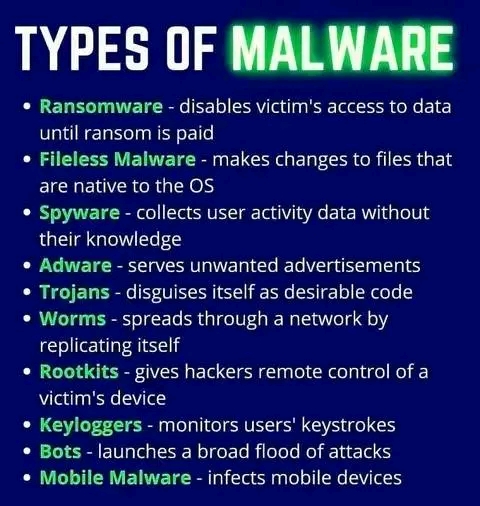 TYPES OF MALWARE
• Ransomware - disables victim's access to data
until ransom is paid
• Fileless Malware - makes changes to files that
are native to the OS
• Spyware - collects user activity data without
their knowledge
• Adware - serves unwanted advertisements
• Trojans - disguises itself as desirable code
• Worms - spreads through a network by
replicating itself
• Rootkits - gives hackers remote control of a
victim's device
• Keyloggers - monitors users' keystrokes
• Bots - launches a broad flood of attacks
• Mobile Malware - infects mobile devices